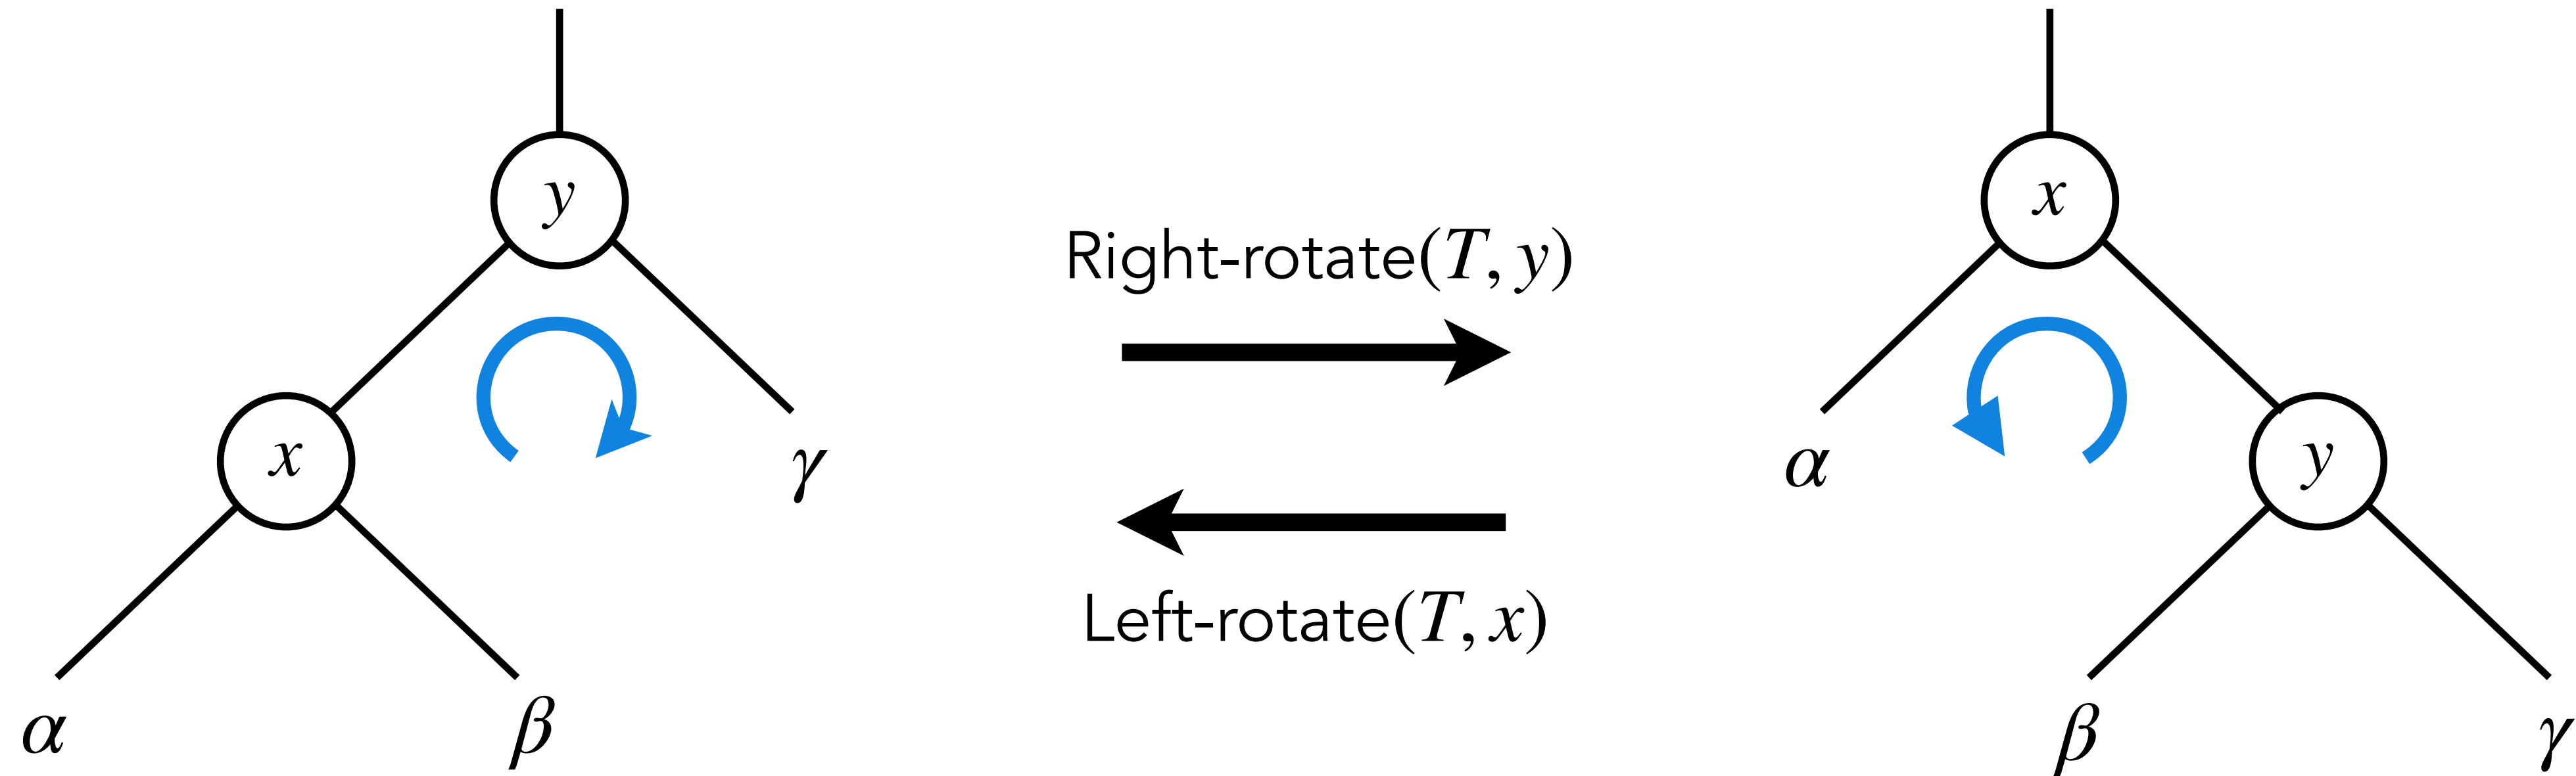 y
x
γ
α
β
Right-rotate(T, y)
Left-rotate(T, x)
x
α
y
β
γ